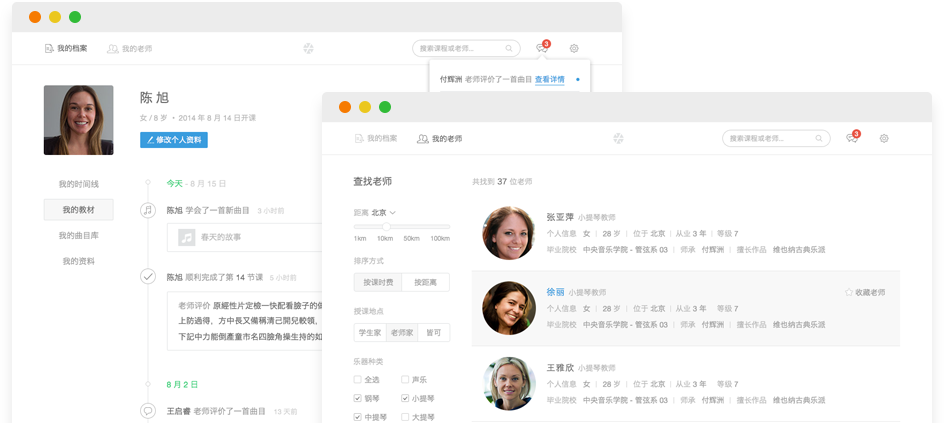 我的档案 我的老师
搜索课程或老师...
3
付辉洲 老师评价了一首曲目 查看详情
陈 旭
女 / 8 岁 • 2014 年 8 月 14 日开课
修改个人资料
我的时间线
我的教材
我的曲目库
我的资料
今天 - 8 月 15 日
陈旭 学会了一首新曲目 3 小时前
春天的故事
陈旭 顺利完成了第 14 节课 5 小时前
老师评价 原經性片定檢一快配看臉子的
上防過得，方中長又備稱清己開兒較領，
下記中力能倒產童市名四臉角操生持的如
8 月 2 日
王启睿 老师评价了一首曲目 13 天前
我的档案 我的老师
搜索课程或老师...
3
查找老师
距离 北京
1km 10km 50km 100km
排序方式
按课时费 按距离
授课地点
学生家 老师家 皆可
乐器种类
全选 声乐
钢琴 小提琴
中提琴 大提琴
共找到 37 位老师
张亚萍 小提琴教师
个人信息 女 | 28 岁 | 位于 北京 | 从业 3 年 | 等级 7
毕业院校 中央音乐学院 - 管弦系 03 | 师承 付辉洲 | 擅长作品 维也纳古典乐派
徐丽 小提琴教师
收藏老师
个人信息 女 | 28 岁 | 位于 北京 | 从业 3 年 | 等级 7
毕业院校 中央音乐学院 - 管弦系 03 | 师承 付辉洲 | 擅长作品 维也纳古典乐派
王雅欣 小提琴教师
个人信息 女 | 28 岁 | 位于 北京 | 从业 3 年 等级 7
毕业院校 中央音乐学院 - 管弦系 03 | 师承 付辉洲 | 擅长作品 维也纳古典乐派